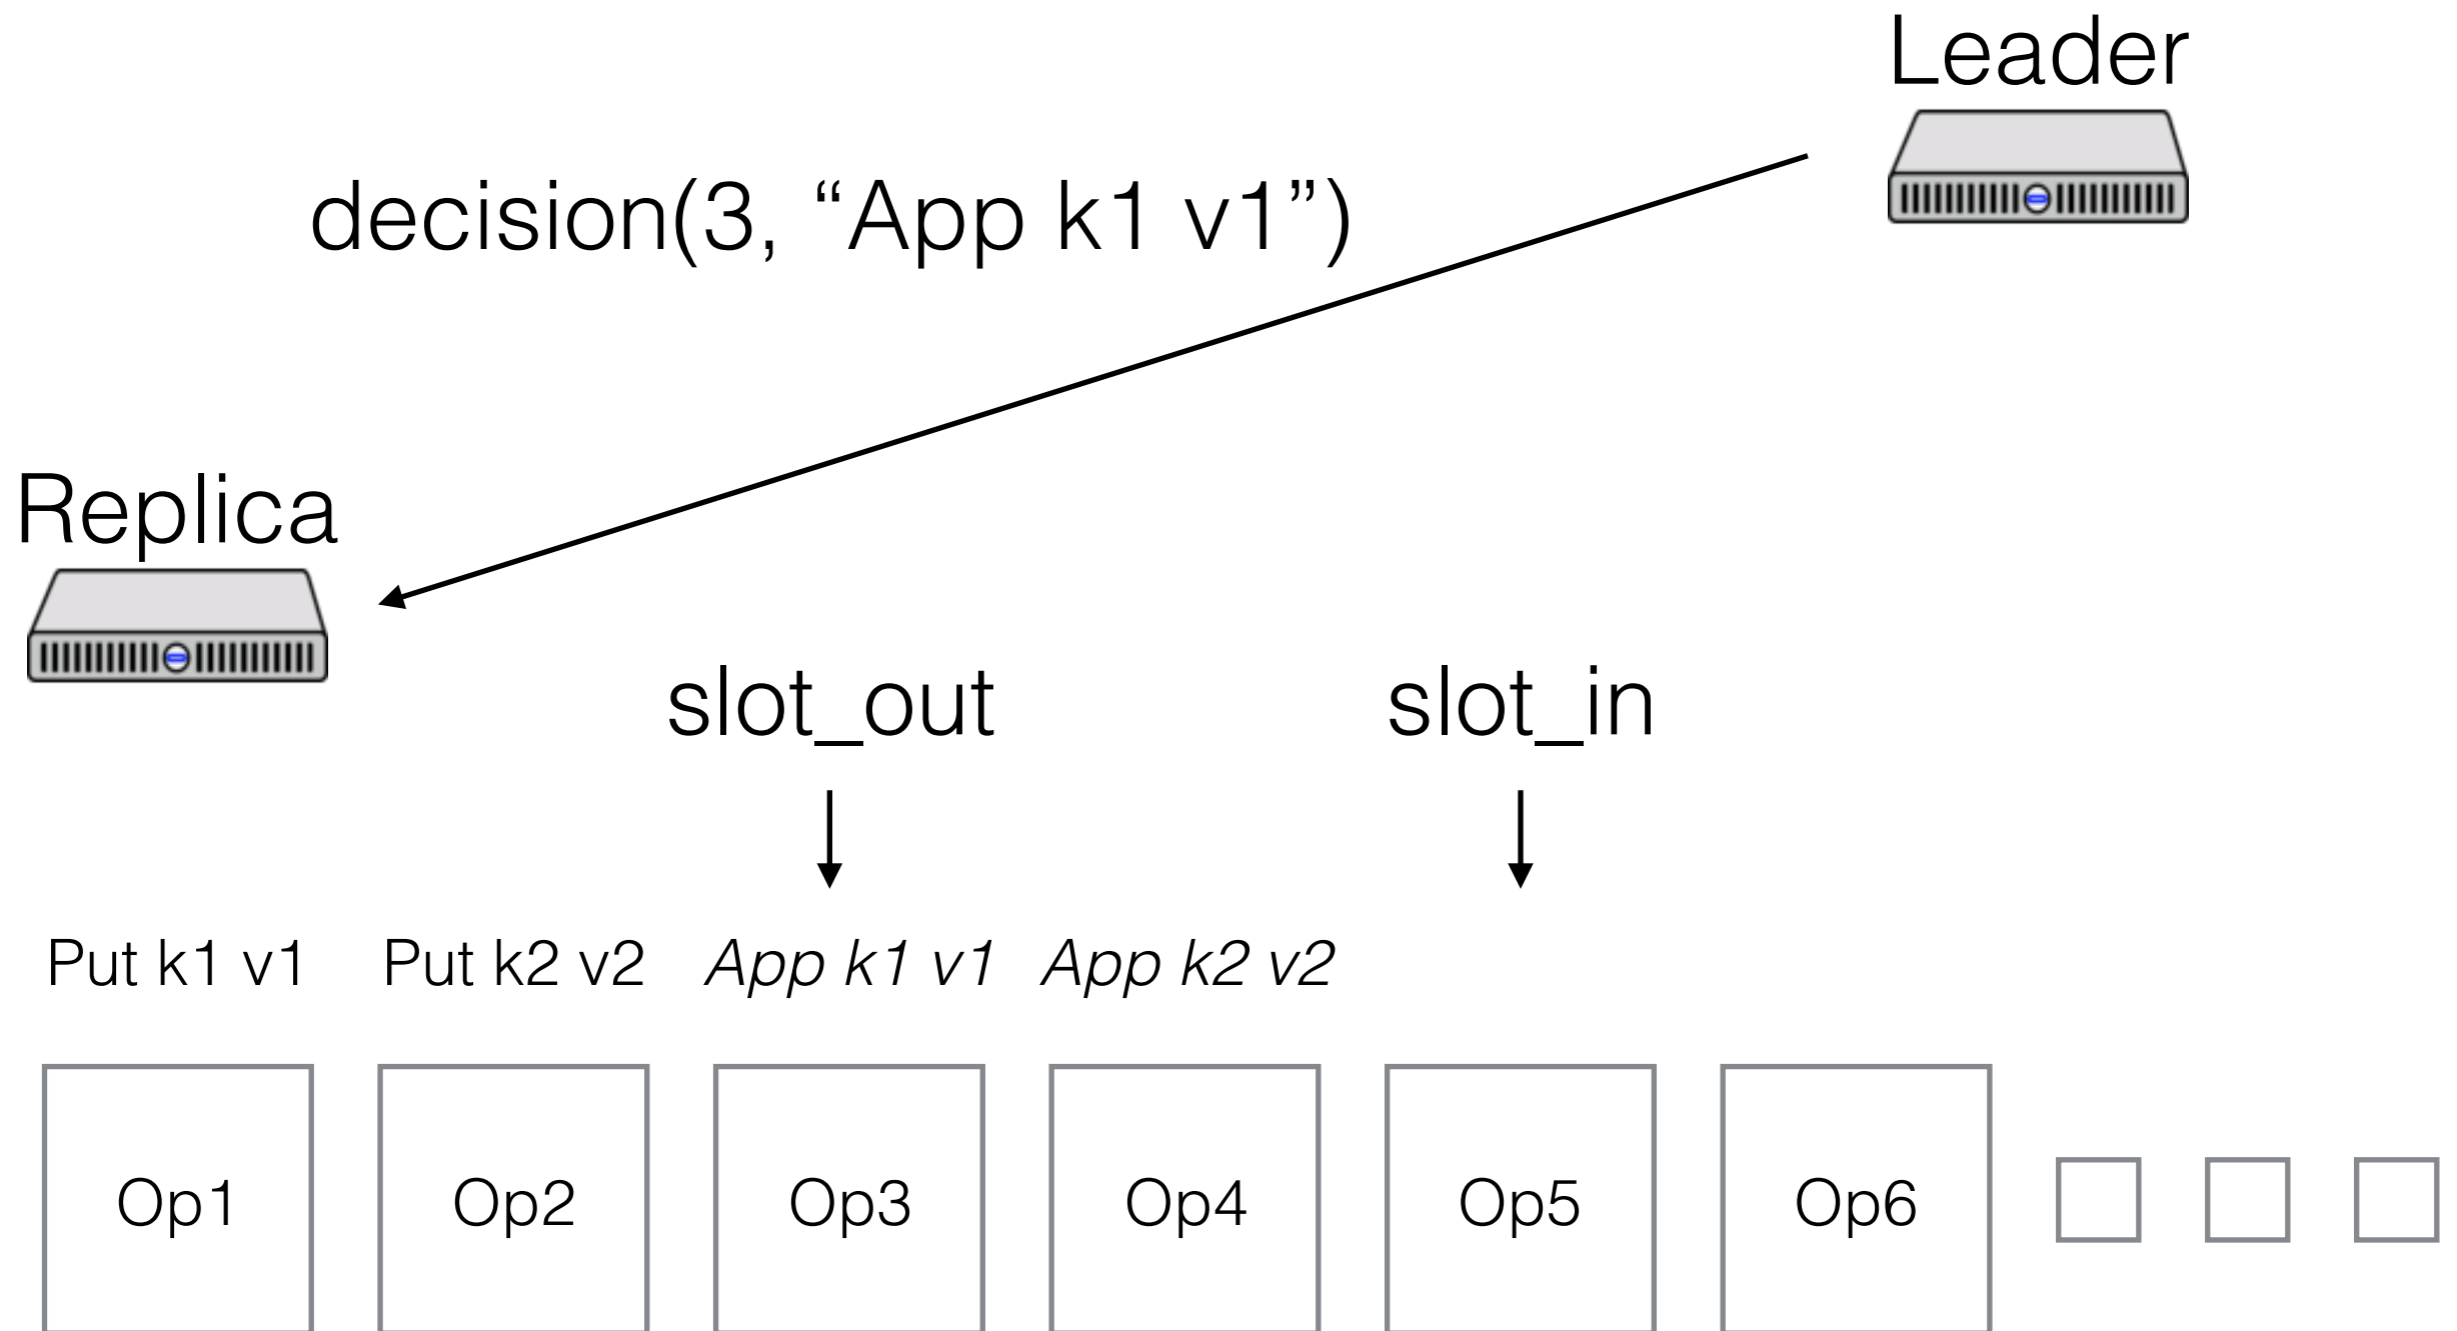 Leader
decision(3, “App k1 v1”)
Replica
slot_out slot_in
Put k1 v1 Put k2 v2 App k1 v1 App k2 v2
Op1 Op2 Op3 Op4 Op5 Op6